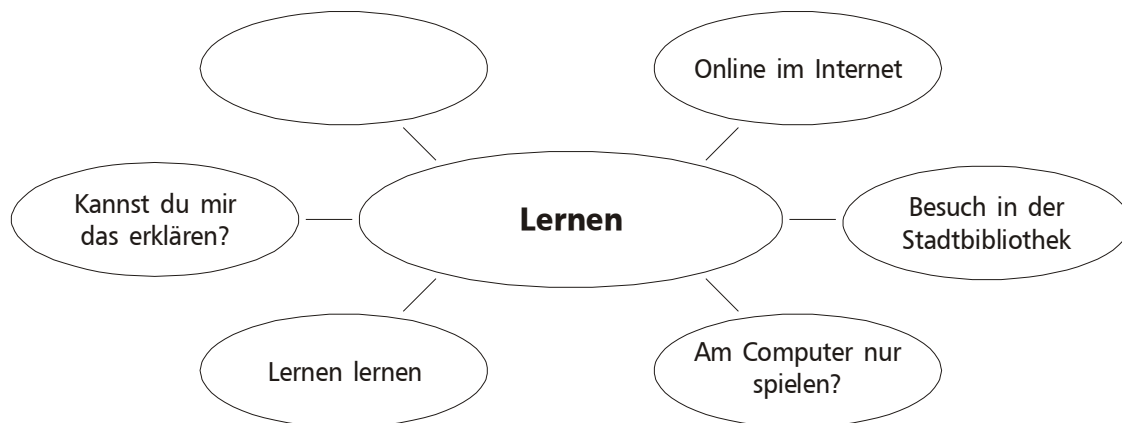 Online im Internet
Kannst du mir
das erklären?
Lernen
Besuch in der
Stadtbibliothek
Lernen lernen
Am Computer nur
spielen?